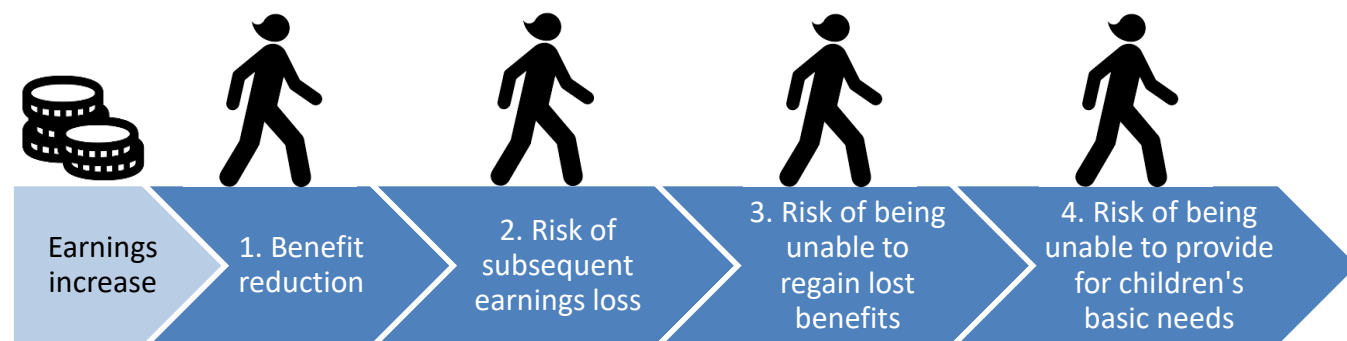 Earnings
increase
1. Benefit
reduction
2. Risk of
subsequent
earnings loss
3. Risk of being
unable to
regain lost
benefits
4. Risk of being
unable to provide
for children's
basic needs